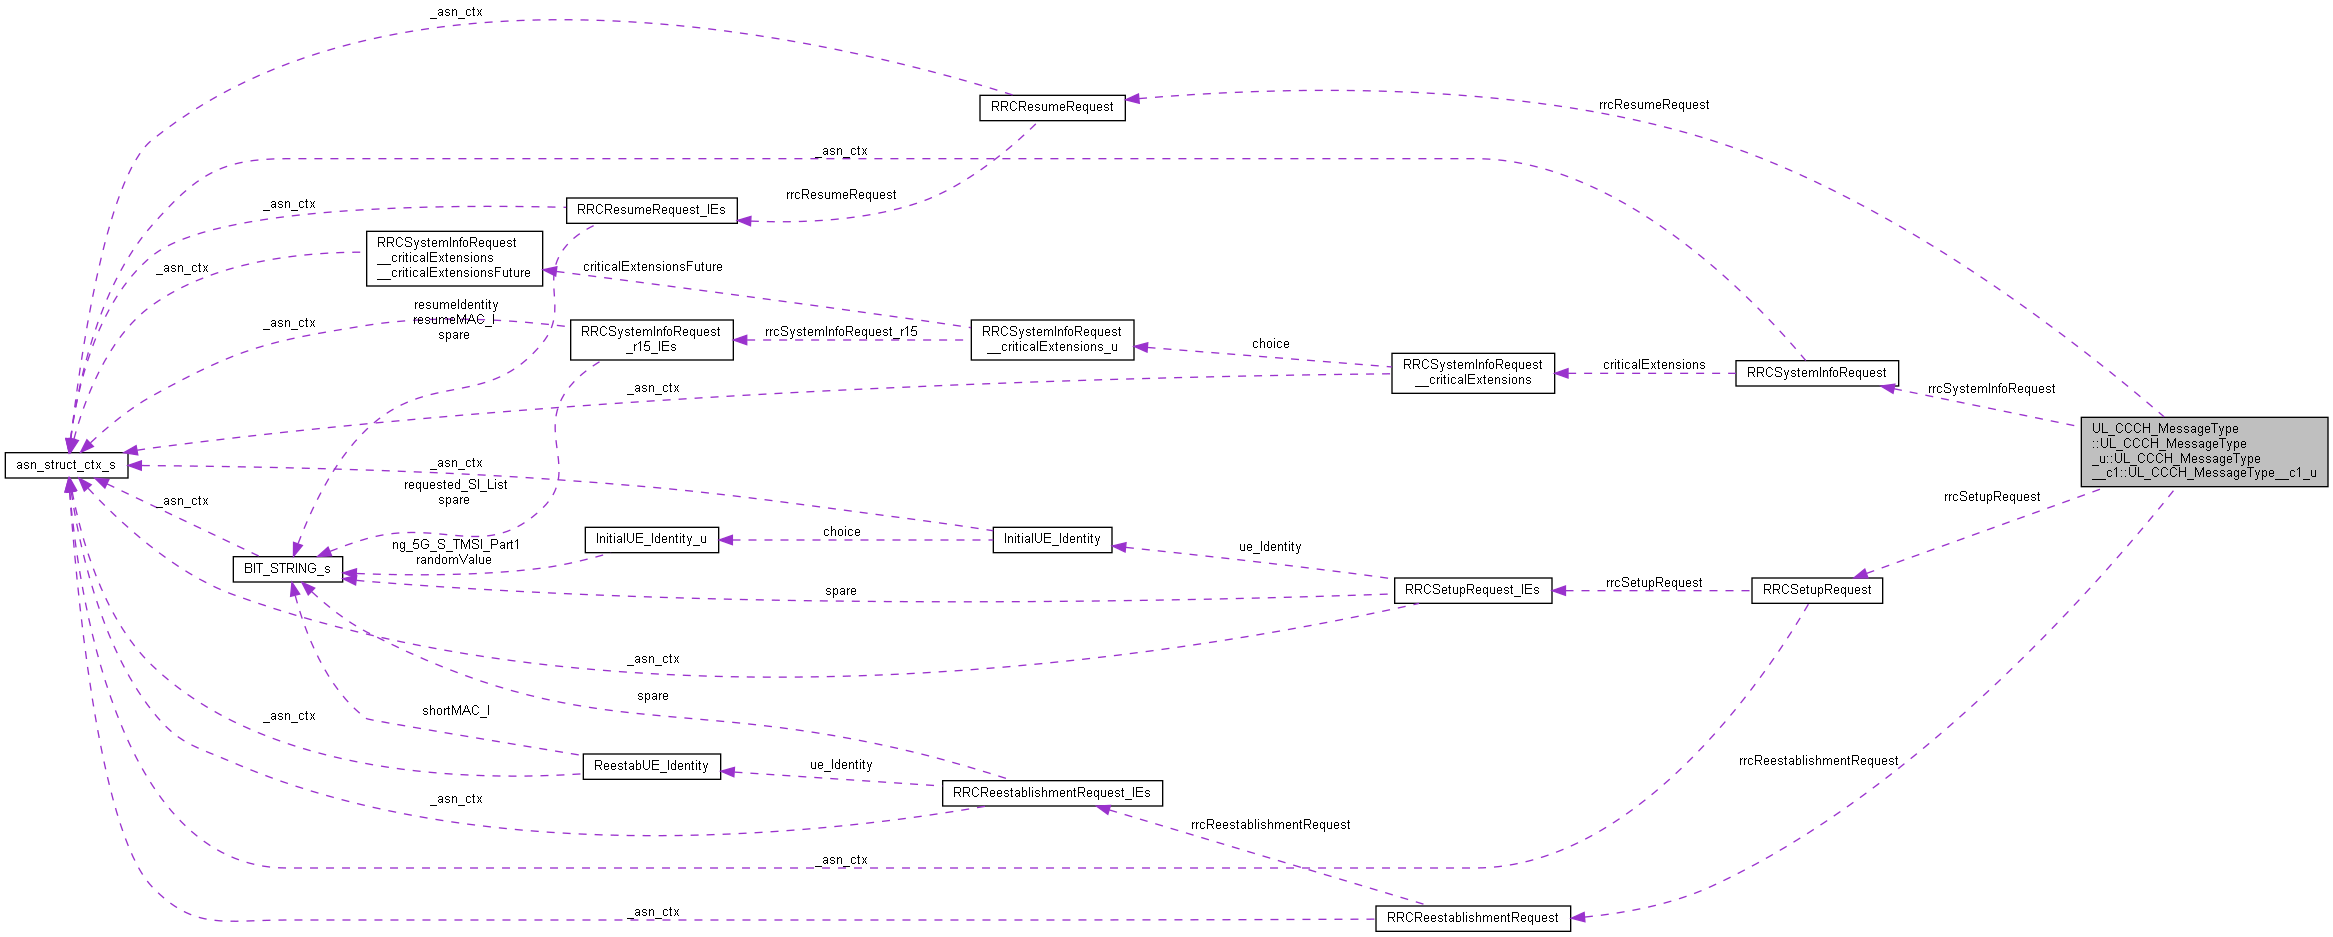 _asn_ctx
RRCResumeRequest
rrcResumeRequest
_asn_ctx
rrcResumeRequest
_asn_ctx
RRCResumeRequest_IEs
RRCSystemInfoRequest
__criticalExtensions
__criticalExtensionsFuture
_asn_ctx
criticalExtensionsFuture
resumeIdentity
resumeMAC_I
spare
_asn_ctx
RRCSystemInfoRequest
_r15_IEs
rrcSystemInfoRequest_r15
RRCSystemInfoRequest
__criticalExtensions_u
choice
RRCSystemInfoRequest
__criticalExtensions
criticalExtensions
RRCSystemInfoRequest
rrcSystemInfoRequest
_asn_ctx
UL_CCCH_MessageType
::UL_CCCH_MessageType
_u::UL_CCCH_MessageType
__c1::UL_CCCH_MessageType__c1_u
asn_struct_ctx_s
_asn_ctx
requested_SI_List
spare
_asn_ctx
rrcSetupRequest
InitialUE_Identity_u
choice
InitialUE_Identity
ue_Identity
ng_5G_S_TMSI_Part1
randomValue
BIT_STRING_s
spare
RRCSetupRequest_IEs
rrcSetupRequest
RRCSetupRequest
_asn_ctx
spare
shortMAC_I
_asn_ctx
ReestabUE_Identity
ue_Identity
RRCReestablishmentRequest_IEs
rrcReestablishmentRequest
_asn_ctx
rrcReestablishmentRequest
_asn_ctx
_asn_ctx
RRCReestablishmentRequest